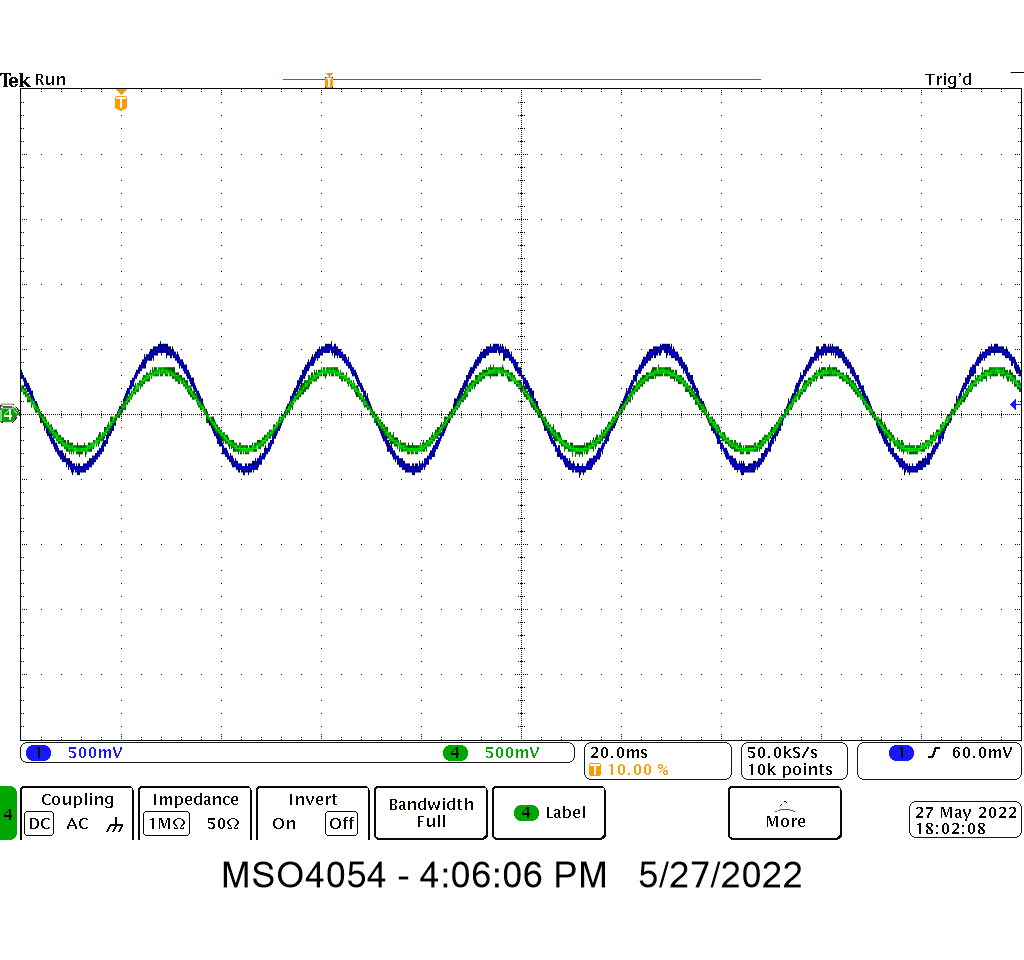 Tek Run Trig'd
T
T
4
1 500mV 4 500mV 20.0ms 50.0kS/s 1 60.0mV
T 10.00 % 10k points
4 Coupling Impedance Invert Bandwidth 4 Label More
DC AC 1MΩ 50Ω On Off Full
27 May 2022
18:02:08
MSO4054 - 4:06:06 PM 5/27/2022